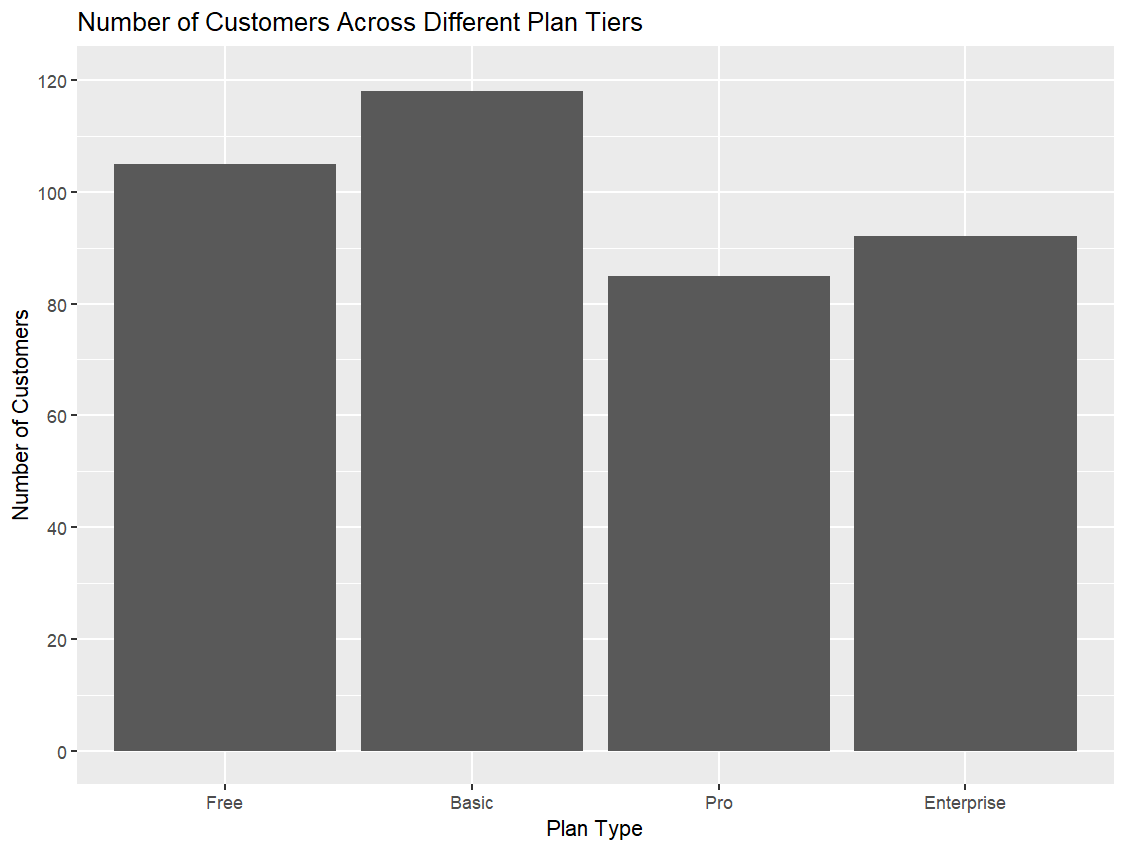 Number of Customers Across Different Plan Tiers
Number of Customers
120
100
80
60
40
20
0
Free
Basic
Pro
Enterprise
Plan Type